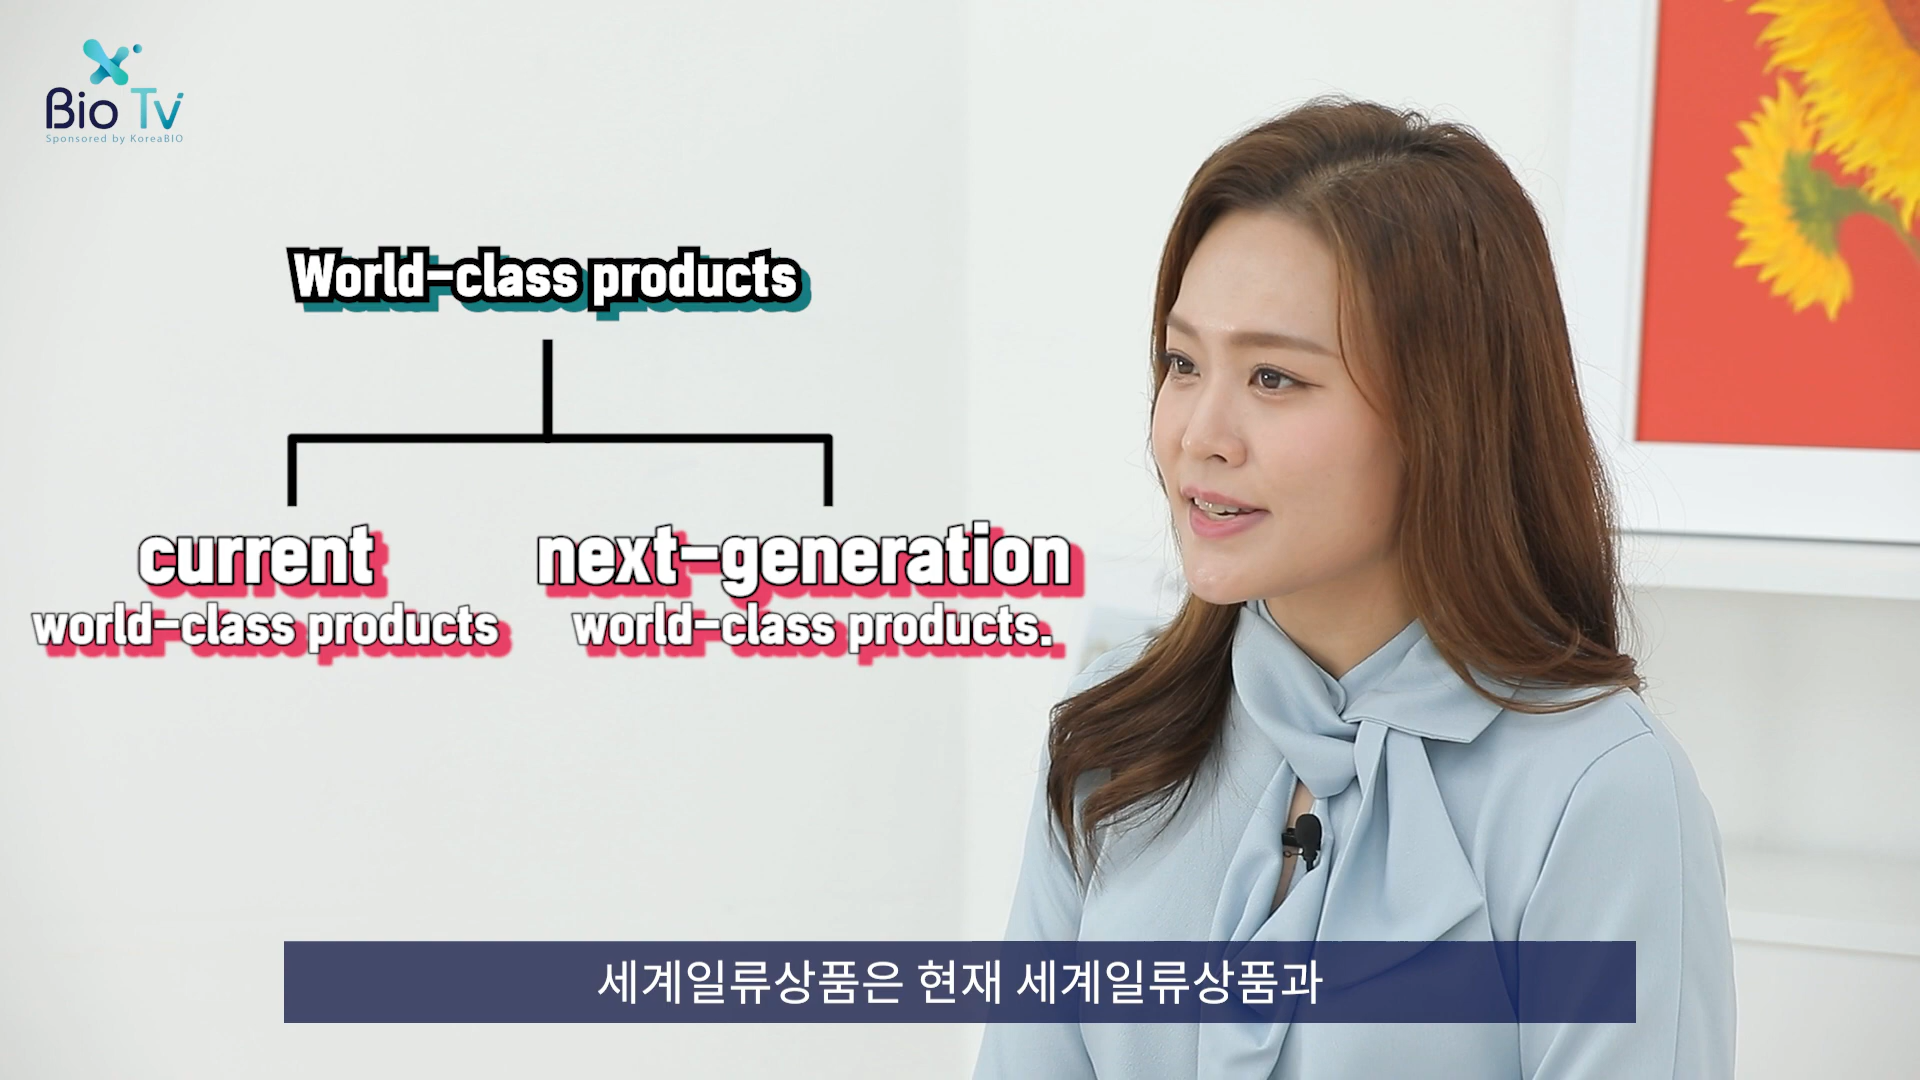 Bio Tv
Sponsored by KoreaBIO
World-class products
current
world-class products
next-generation
world-class products.
세계일류상품은 현재 세계일류상품과